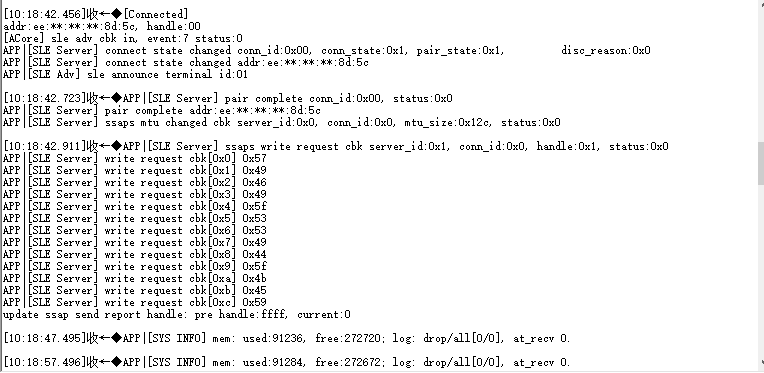 [10:18:42.456]收←◆[Connected]
addr:ee:**:**:**:8d:5c, handle:00
[ACore] sle adv cbk in, event:7 status:0
APP|[SLE Server] connect state changed conn_id:0x00, conn_state:0x1, pair_state:0x1, disc_reason:0x0
APP|[SLE Server] connect state changed addr:ee:**:**:**:8d:5c
APP|[SLE Adv] sle announce terminal id:01
[10:18:42.723]收←◆APP|[SLE Server] pair complete conn_id:0x00, status:0x0
APP|[SLE Server] pair complete addr:ee:**:**:**:8d:5c
APP|[SLE Server] ssaps mtu changed cbk server_id:0x0, conn_id:0x0, mtu_size:0x12c, status:0x0
[10:18:42.911]收←◆APP|[SLE Server] ssaps write request cbk server_id:0x1, conn_id:0x0, handle:0x1, status:0x0
APP|[SLE Server] write request cbk[0x0] 0x57
APP|[SLE Server] write request cbk[0x1] 0x49
APP|[SLE Server] write request cbk[0x2] 0x46
APP|[SLE Server] write request cbk[0x3] 0x49
APP|[SLE Server] write request cbk[0x4] 0x5f
APP|[SLE Server] write request cbk[0x5] 0x53
APP|[SLE Server] write request cbk[0x6] 0x53
APP|[SLE Server] write request cbk[0x7] 0x49
APP|[SLE Server] write request cbk[0x8] 0x44
APP|[SLE Server] write request cbk[0x9] 0x5f
APP|[SLE Server] write request cbk[0xa] 0x4b
APP|[SLE Server] write request cbk[0xb] 0x45
APP|[SLE Server] write request cbk[0xc] 0x59
update ssap send report handle: pre handle:ffff, current:0
[10:18:47.495]收←◆APP|[SYS INFO] mem: used:91236, free:272720; log: drop/all[0/0], at_recv 0.
[10:18:57.496]收←◆APP|[SYS INFO] mem: used:91284, free:272672; log: drop/all[0/0], at_recv 0.